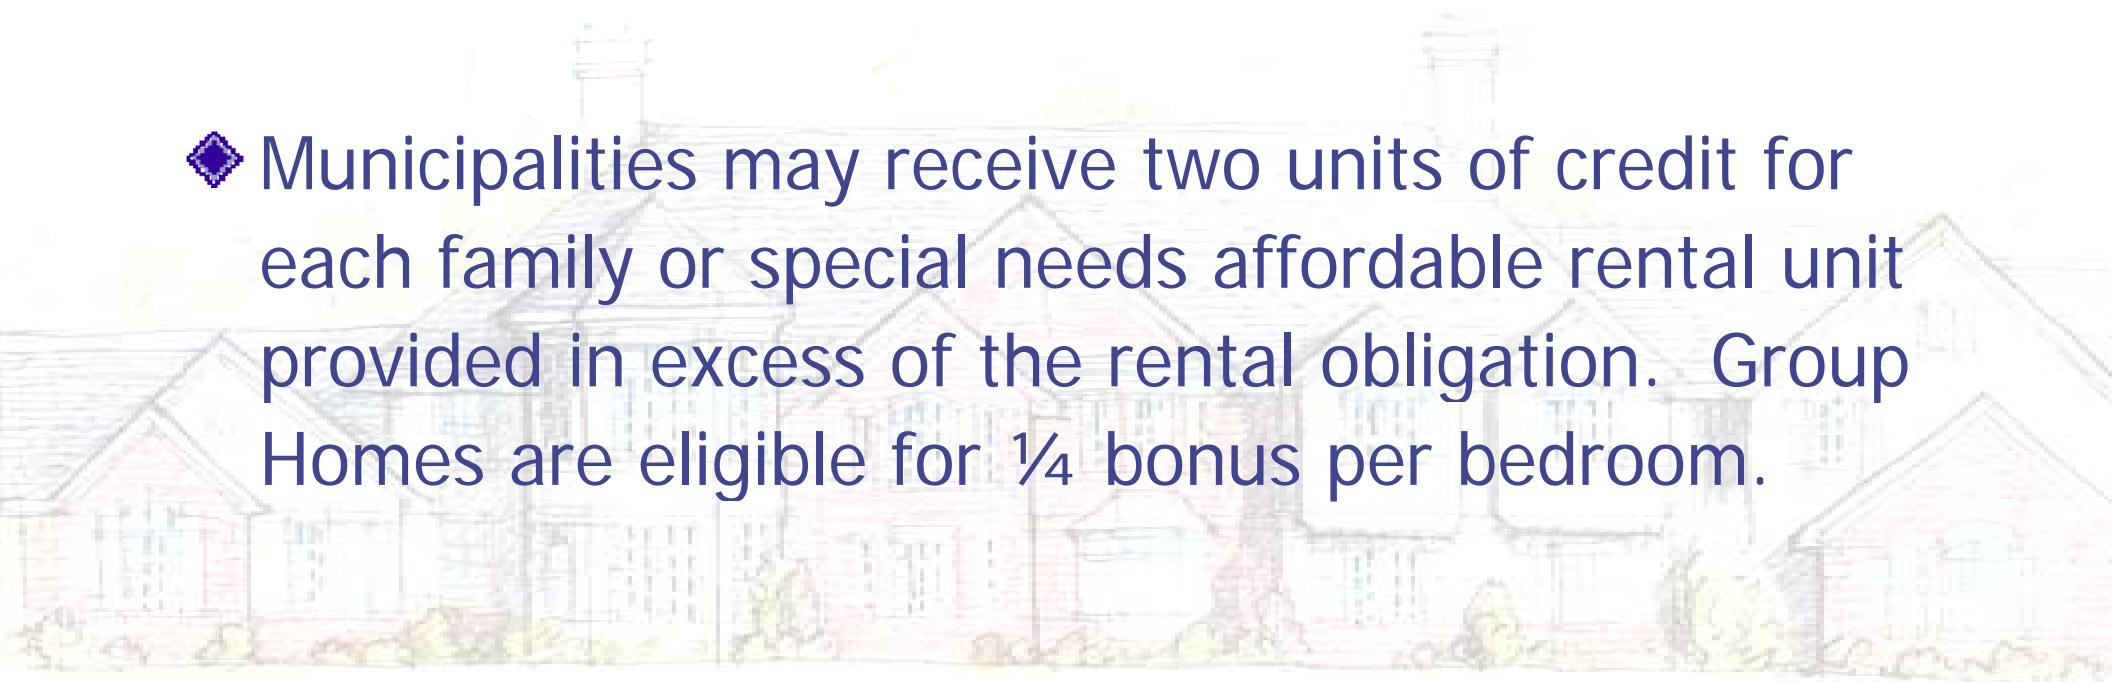 Municipalities may receive two units of credit for
each family or special needs affordable rental unit
provided in excess of the rental obligation.  Group
Homes are eligible for ¼ bonus per bedroom.